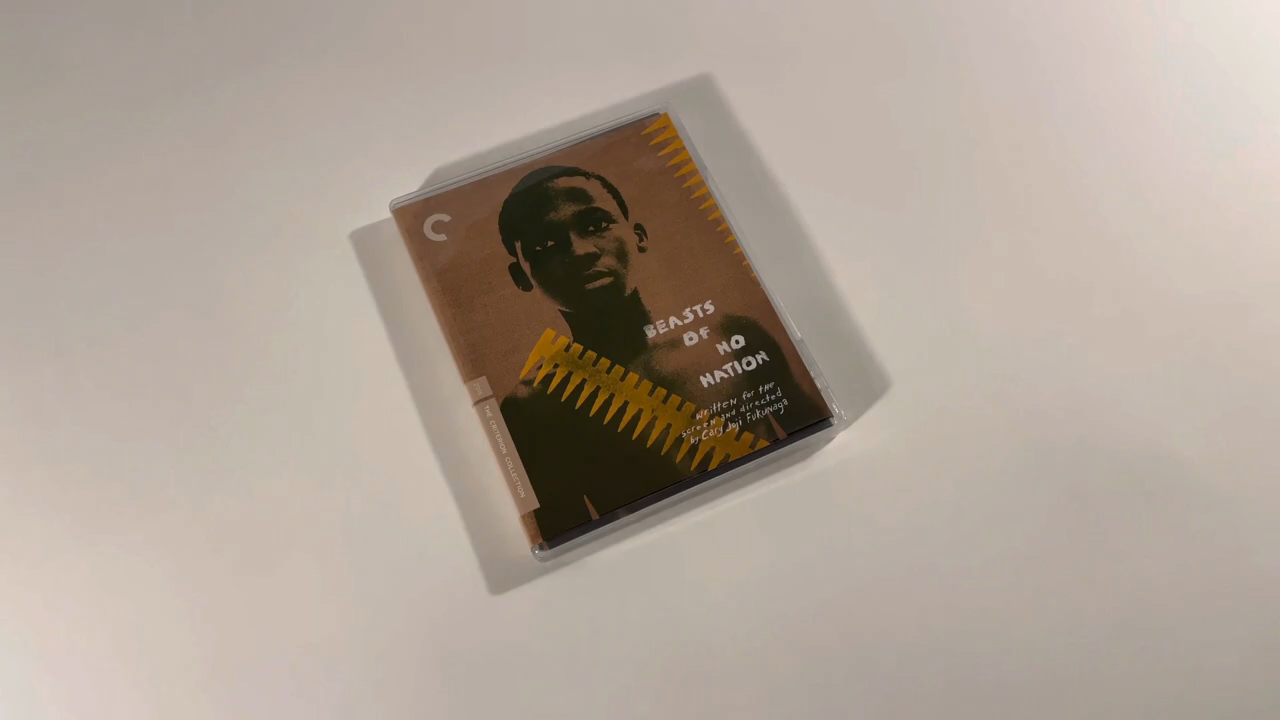 BEASTS
OF
NO
NATION
written for the
screen and directed
by Cary Joji Fukunaga
THE CRITERION COLLECTION